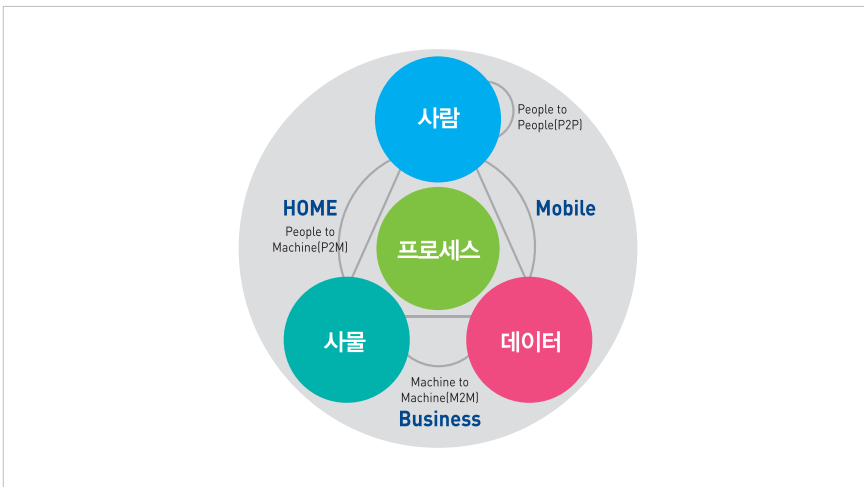 사람
People to
People(P2P)
HOME
People to
Machine(P2M)
Mobile
프로세스
사물
데이터
Machine to
Machine(M2M)
Business